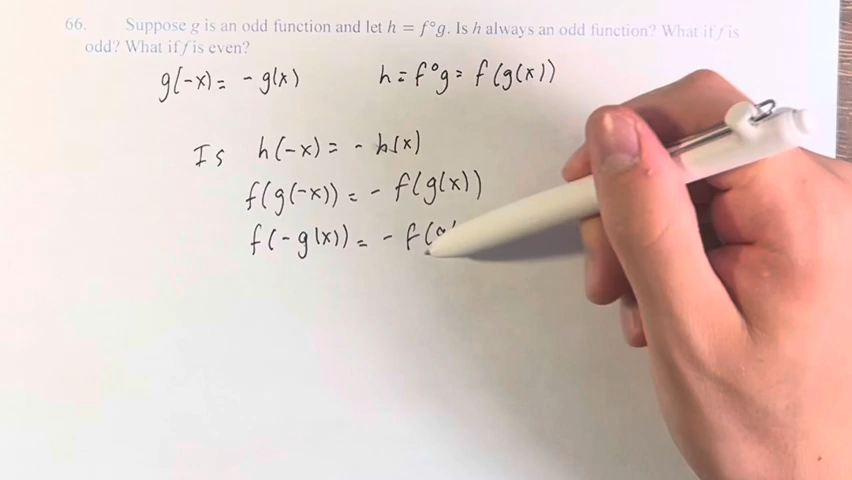 66. Suppose g is an odd function and let h = f°g. Is h always an odd function? What if f is
odd? What if f is even?
g(-x) = - g(x) h = f°g = f(g(x))
Is h(-x) = - h(x)
f(g(-x)) = - f(g(x))
f(-g(x)) = - f(g